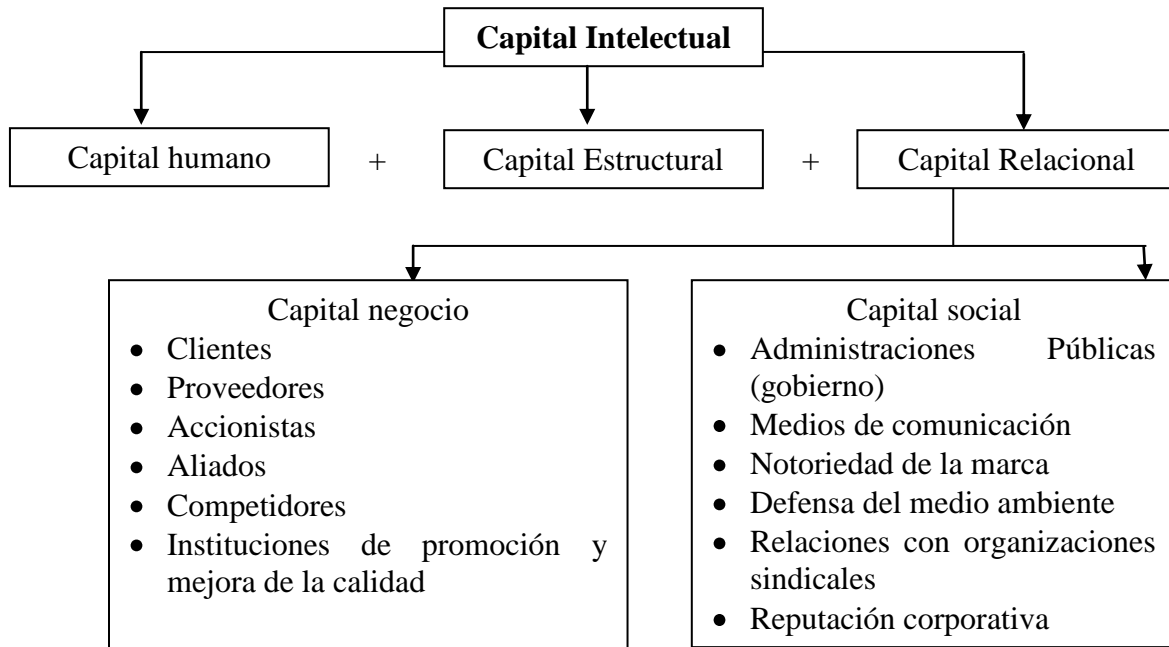 Capital Intelectual
Capital humano + Capital Estructural + Capital Relacional
Capital negocio
• Clientes
• Proveedores
• Accionistas
• Aliados
• Competidores
• Instituciones de promoción y
mejora de la calidad
Capital social
• Administraciones Públicas
(gobierno)
• Medios de comunicación
• Notoriedad de la marca
• Defensa del medio ambiente
• Relaciones con organizaciones
sindicales
• Reputación corporativa